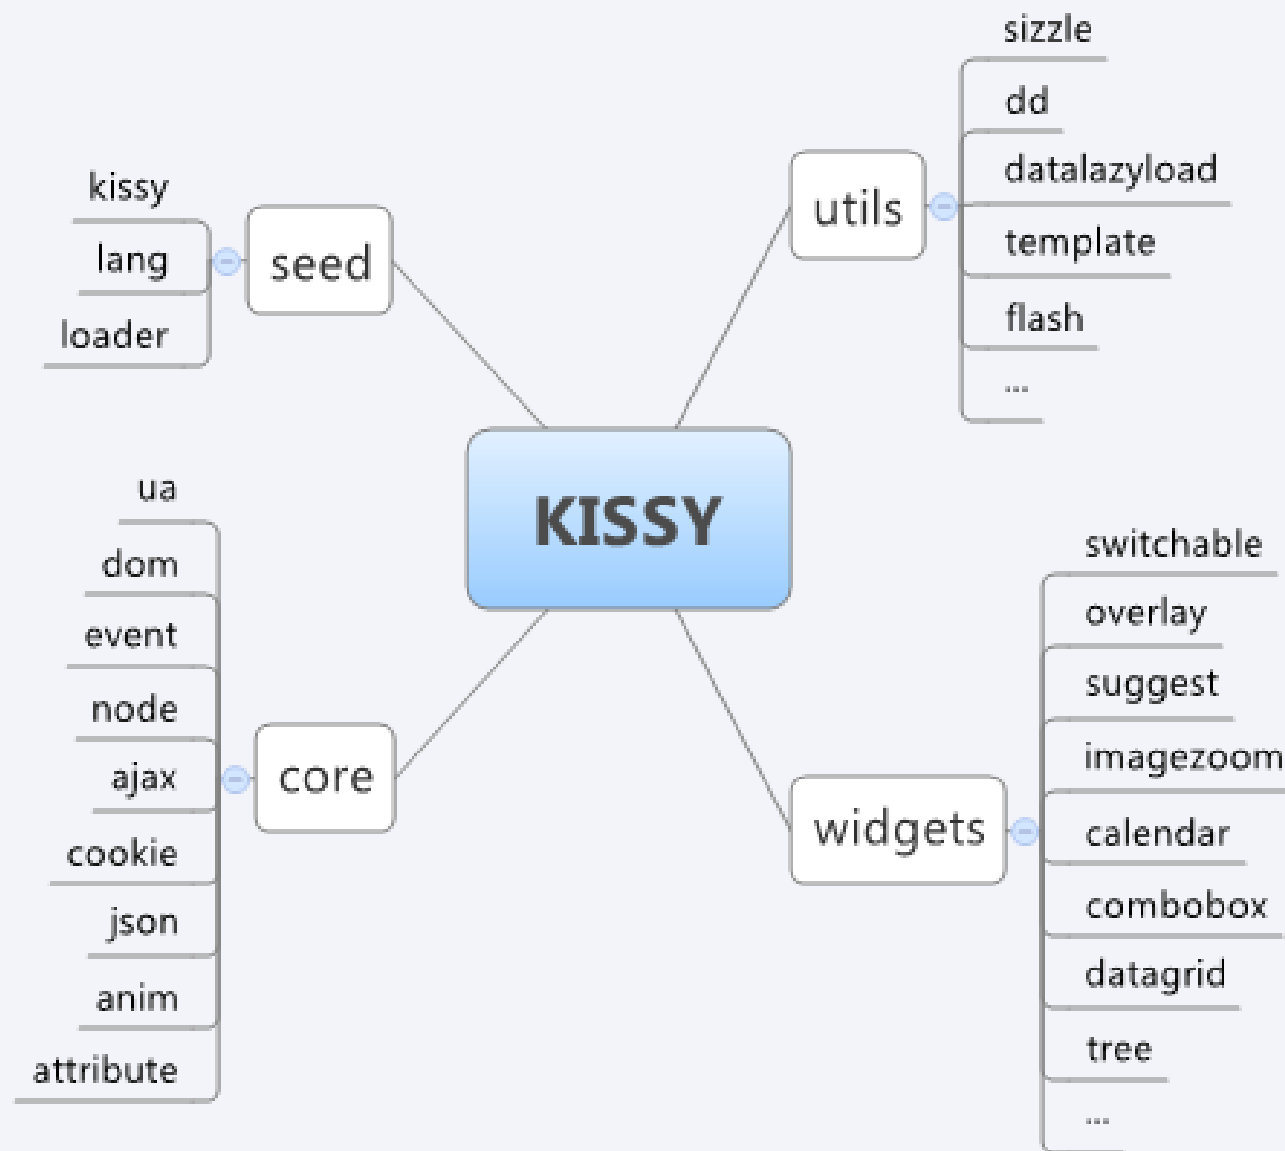 KISSY
seed
kissy
lang
loader
core
ua
dom
event
node
ajax
cookie
json
anim
attribute
utils
sizzle
dd
datalazyload
template
flash
...
widgets
switchable
overlay
suggest
imagezoom
calendar
combobox
datagrid
tree
...